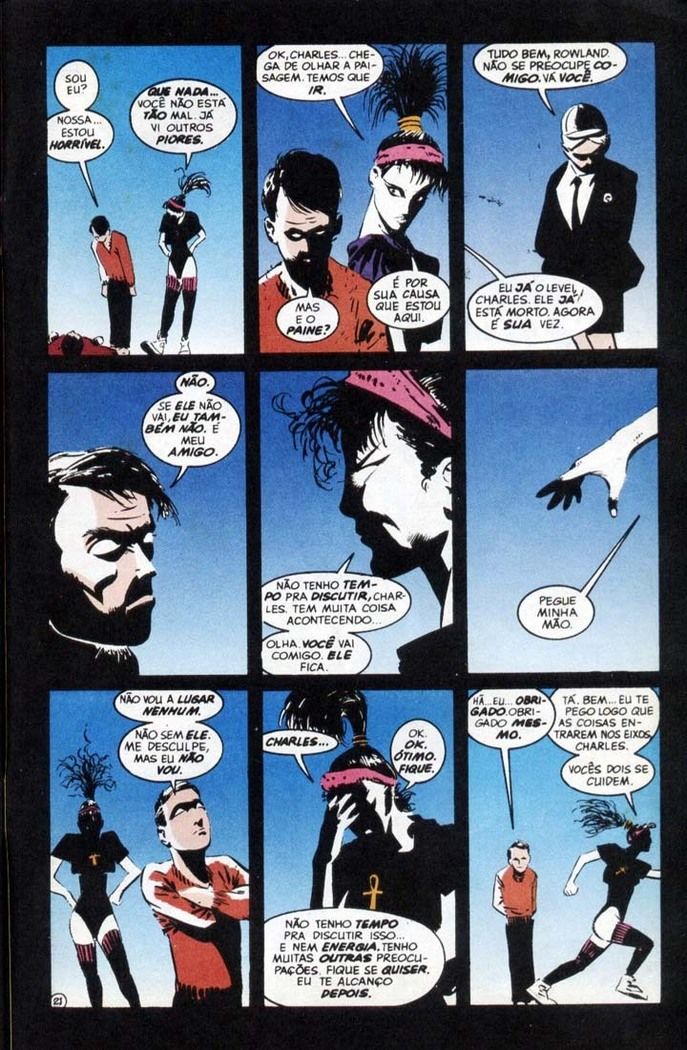 SOU
EU?
NOSSA...
ESTOU
HORRÍVEL.
QUE NADA...
VOCÊ NÃO ESTÁ
TÃO MAL. JÁ
VI OUTROS
PIORES.
OK, CHARLES... CHE-
GA DE OLHAR A PAI-
SAGEM. TEMOS QUE
IR.
MAS
E O
PAINE?
É POR
SUA CAUSA
QUE ESTOU
AQUI.
TUDO BEM, ROWLAND.
NÃO SE PREOCUPE CO-
MIGO. VÁ VOCÊ.
EU JÁ O LEVEI,
CHARLES. ELE JÁ
ESTÁ MORTO. AGORA
É SUA VEZ.
NÃO.
SE ELE NÃO
VAI, EU TAM-
BÉM NÃO. É
MEU
AMIGO.
NÃO TENHO TEM-
PO PRA DISCUTIR, CHAR-
LES. TEM MUITA COISA
ACONTECENDO...
OLHA. VOCÊ VAI
COMIGO. ELE
FICA.
PEGUE
MINHA
MÃO.
NÃO VOU A LUGAR
NENHUM.
NÃO SEM ELE.
ME DESCULPE,
MAS EU NÃO
VOU.
CHARLES...
OK.
OK.
ÓTIMO.
FIQUE.
NÃO TENHO TEMPO
PRA DISCUTIR ISSO...
E NEM ENERGIA. TENHO
MUITAS OUTRAS PREOCU-
PAÇÕES. FIQUE SE QUISER.
EU TE ALCANÇO
DEPOIS.
HÃ... EU... OBRI-
GADO. OBRI-
GADO MES-
MO.
TÁ. BEM... EU TE
PEGO LOGO QUE
AS COISAS EN-
TRAREM NOS EIXOS,
CHARLES.
VOCÊS DOIS SE
CUIDEM.
21